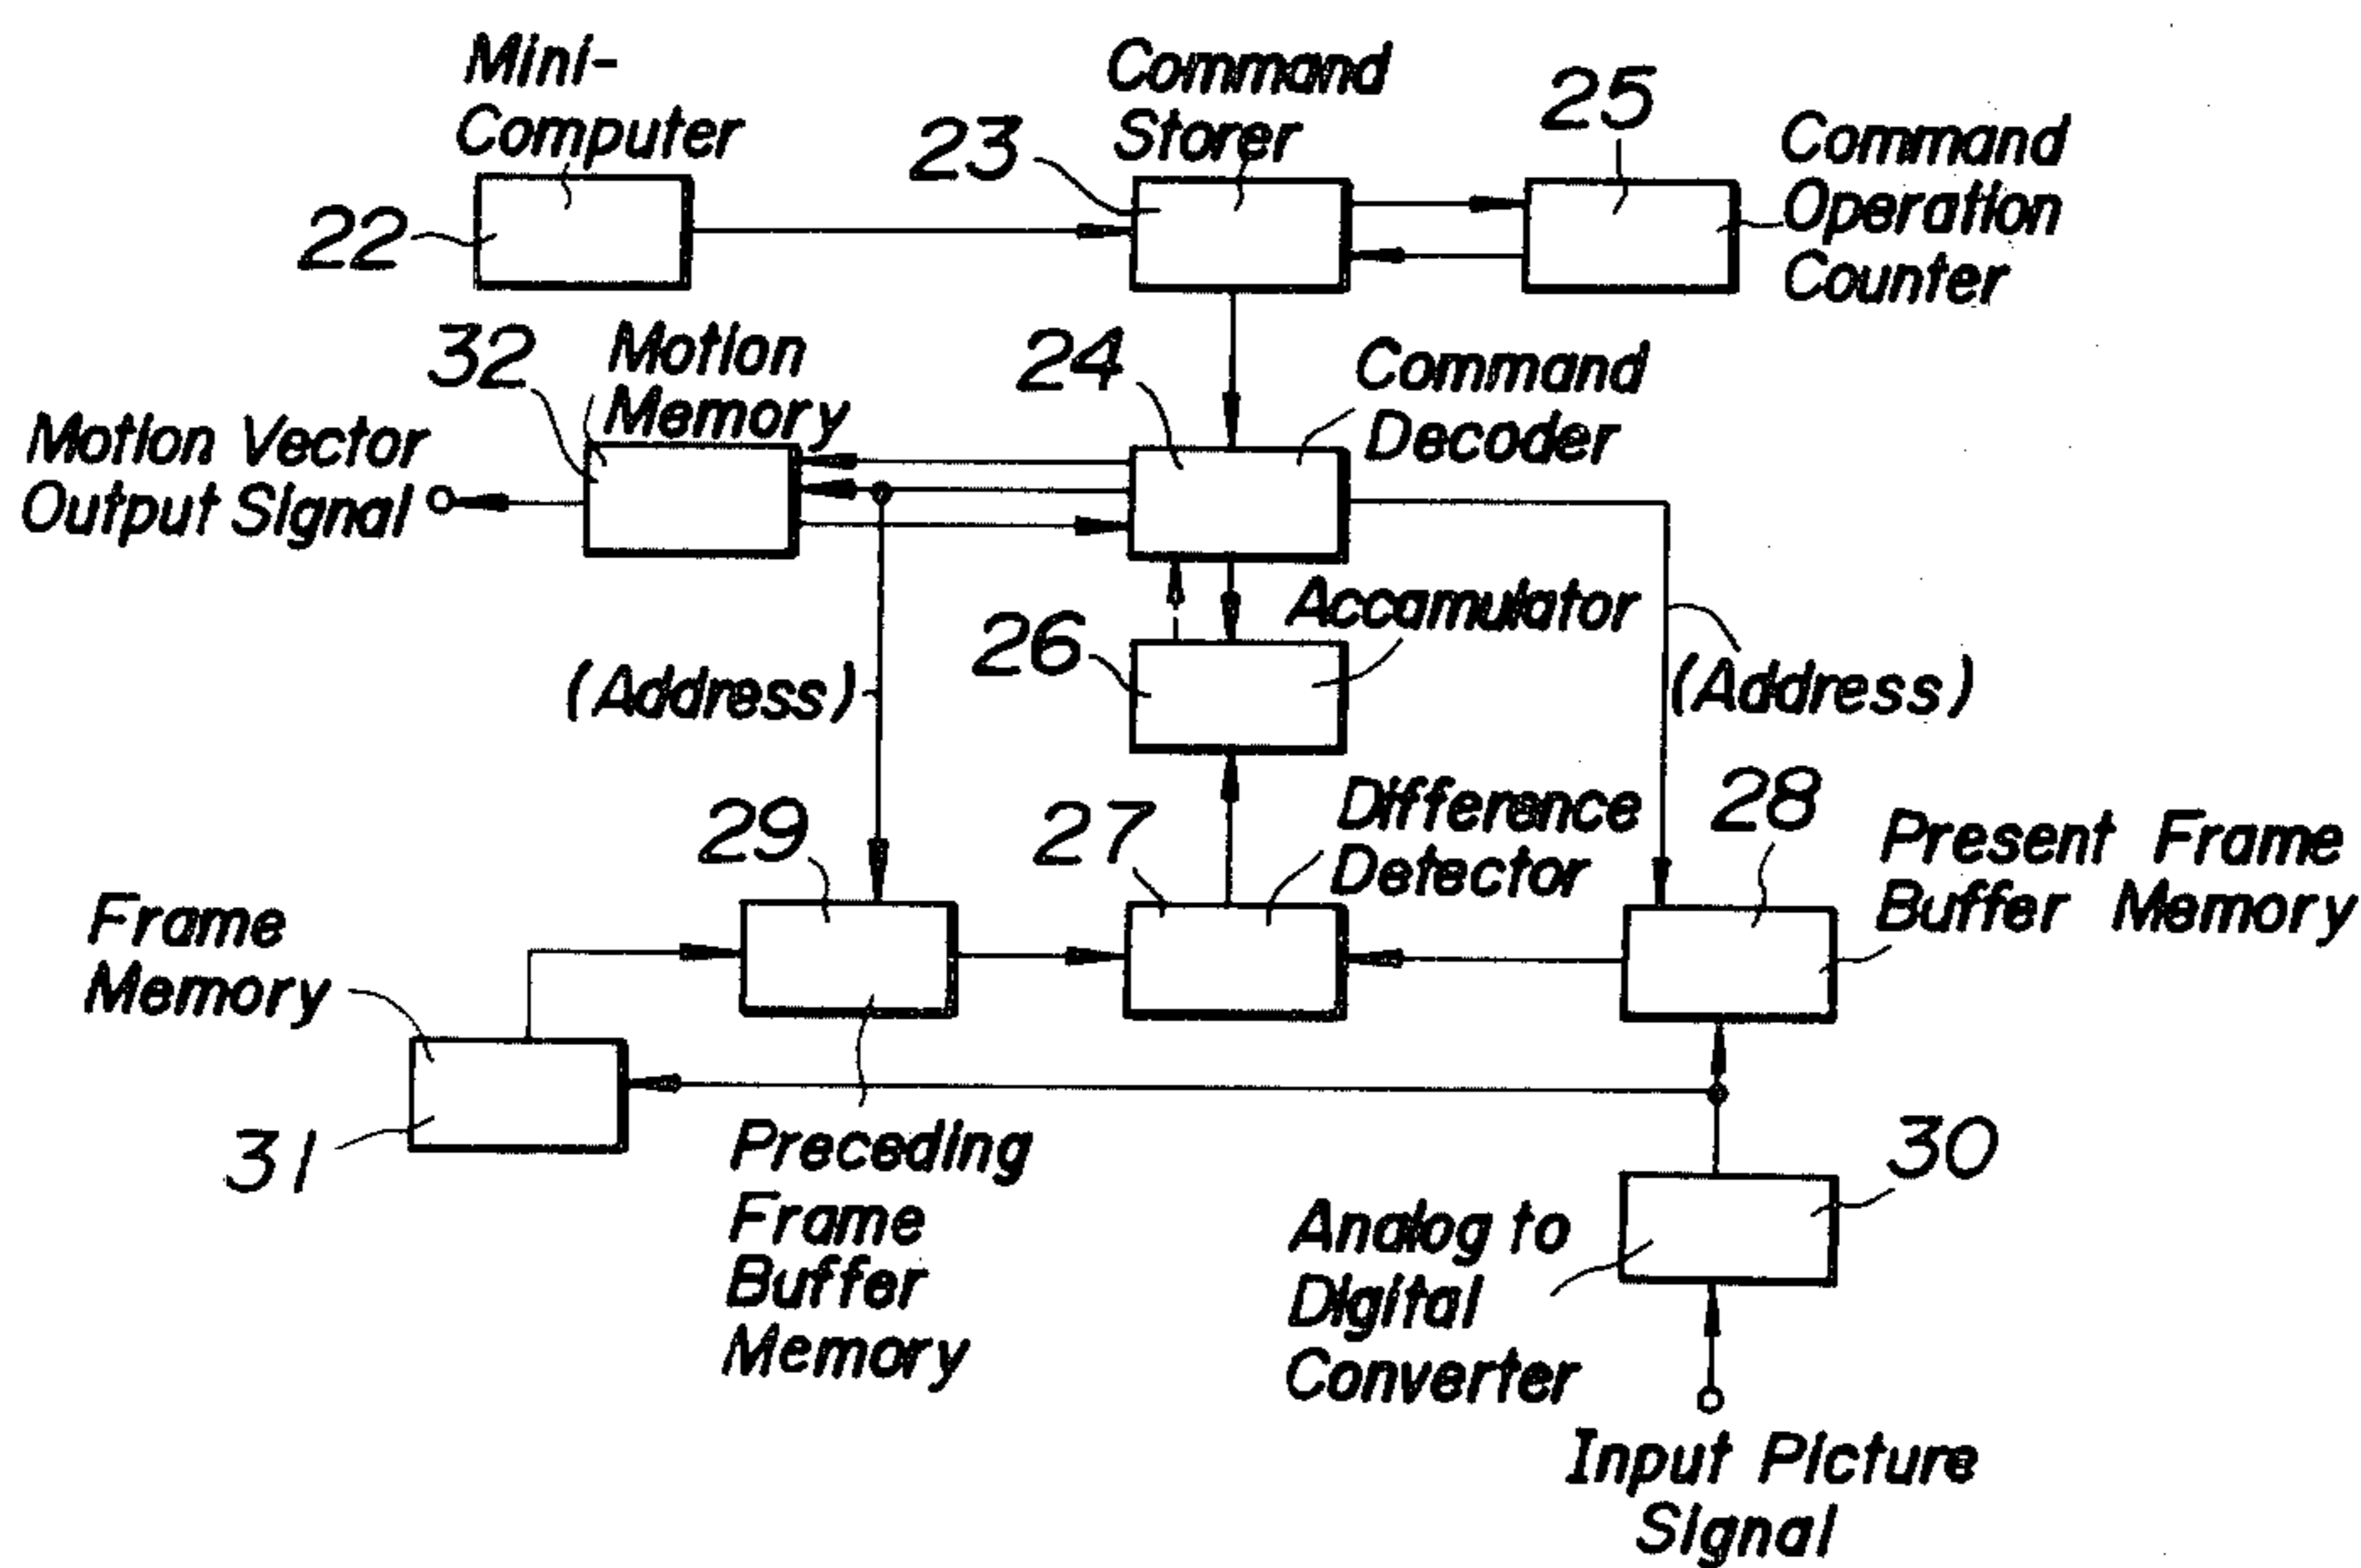 Mini-
Computer
22
23
Command
Storer
25
Command
Operation
Counter
32
Motion
Memory
24
Command
Decoder
Motion Vector
Output Signal
26
Accamulator
(Address)
(Address)
29
27
Difference
Detector
28
Present Frame
Buffer Memory
Frame
Memory
31
Preceding
Frame
Buffer
Memory
30
Analog to
Digital
Converter
Input Picture
Signal